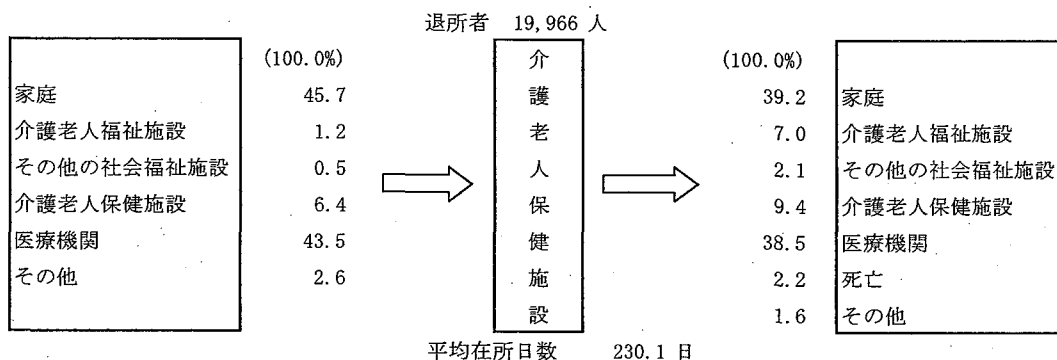 退所者 19,966 人
(100.0%)
家庭 45.7
介護老人福祉施設 1.2
その他の社会福祉施設 0.5
介護老人保健施設 6.4
医療機関 43.5
その他 2.6
介護老人保健施設
(100.0%)
39.2 家庭
7.0 介護老人福祉施設
2.1 その他の社会福祉施設
9.4 介護老人保健施設
38.5 医療機関
2.2 死亡
1.6 その他
平均在所日数 230.1 日